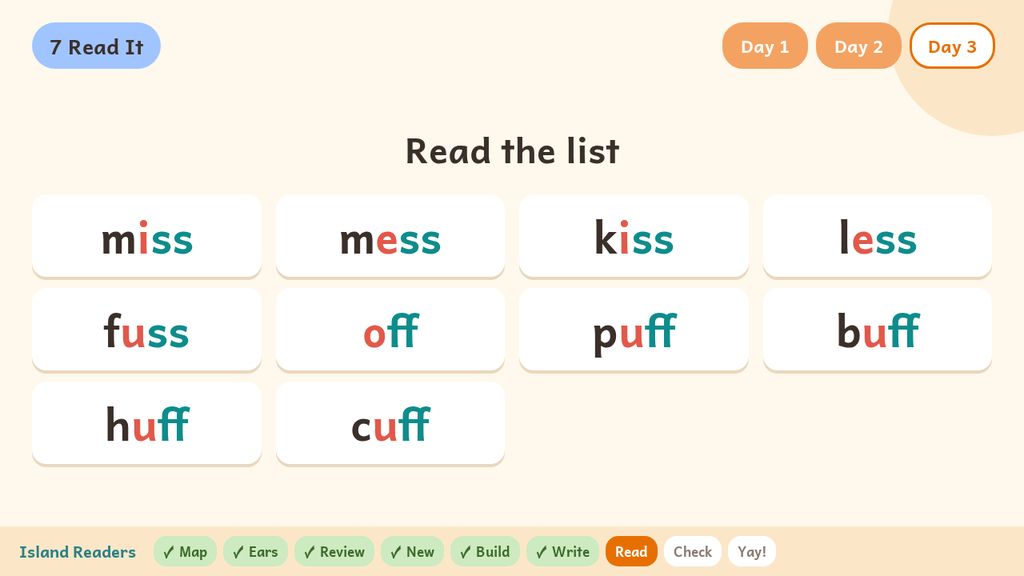 7 Read It
Day 1 Day 2 Day 3
Read the list
miss mess kiss less
fuss off puff buff
huff cuff
Island Readers ✓ Map ✓ Ears ✓ Review ✓ New ✓ Build ✓ Write Read Check Yay!